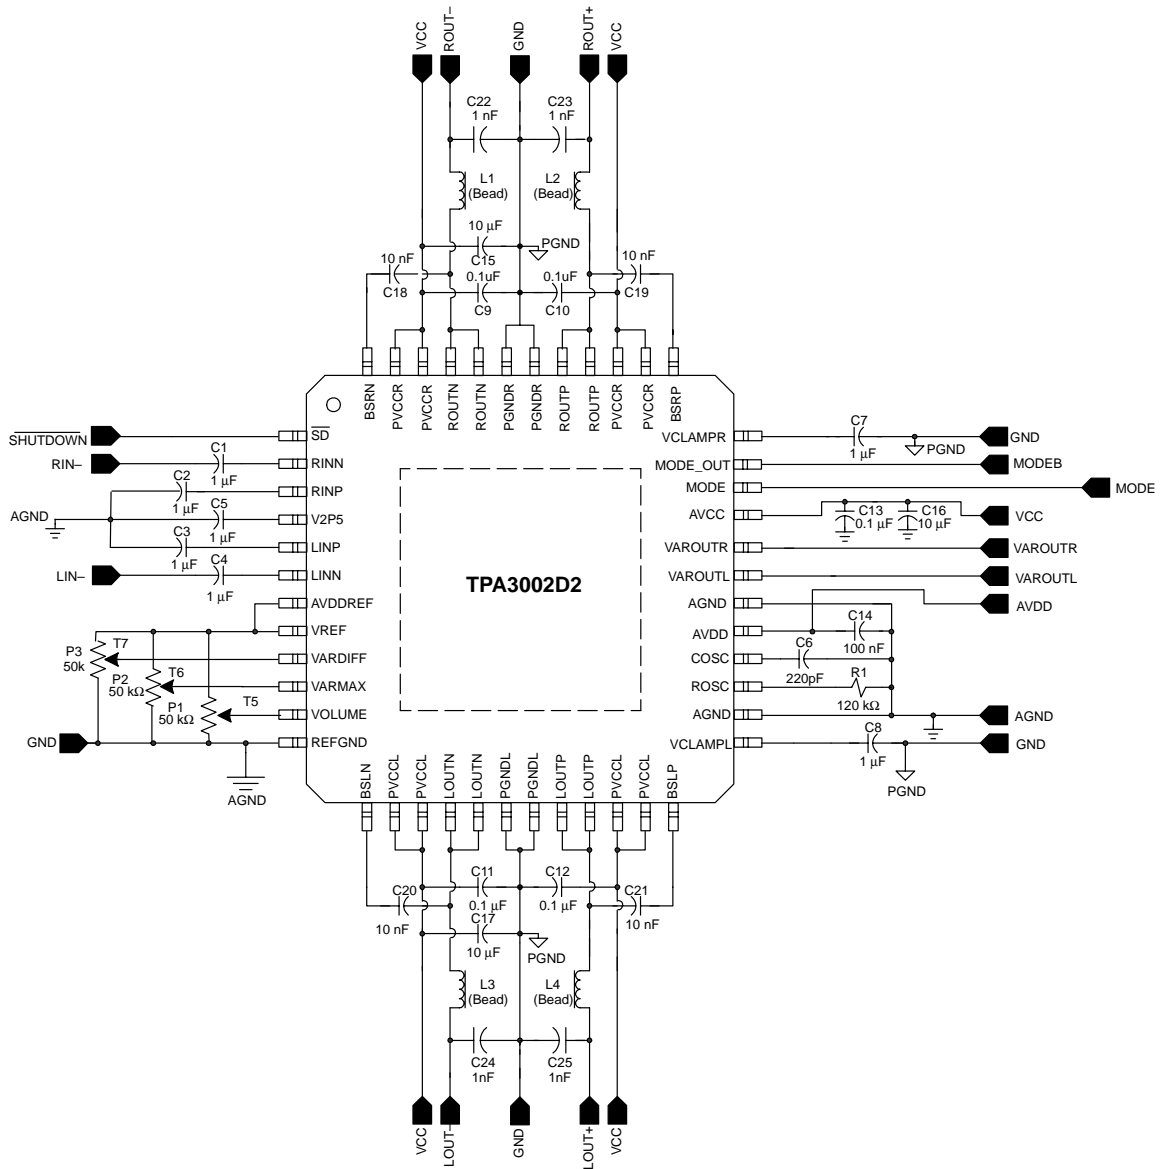 VCC
ROUT–
GND
ROUT+
VCC
C22
1 nF
C23
1 nF
L1
(Bead)
L2
(Bead)
10 µF
C15
PGND
10 nF
C18
0.1uF
C9
0.1uF
C10
10 nF
C19
BSRN
PVCCR
PVCCR
ROUTN
ROUTN
PGNDR
PGNDR
ROUTP
ROUTP
PVCCR
PVCCR
BSRP
SHUTDOWN
SD
RIN–
C1
1 µF
RINN
C2
1 µF
RINP
AGND
C5
1 µF
V2P5
C3
1 µF
LINP
LIN–
C4
1 µF
LINN
AVDDREF
VREF
P3
50k
T7
VARDIFF
P2
50 kΩ
T6
VARMAX
P1
50 kΩ
T5
VOLUME
GND
REFGND
AGND
TPA3002D2
VCLAMPR
C7
1 µF
PGND
GND
MODE_OUT
MODEB
MODE
MODE
AVCC
C13
0.1 µF
C16
10 µF
VCC
VAROUTR
VAROUTR
VAROUTL
VAROUTL
AGND
AVDD
AVDD
C14
100 nF
COSC
C6
220pF
ROSC
R1
120 kΩ
AGND
AGND
VCLAMPL
C8
1 µF
PGND
GND
BSLN
PVCCL
PVCCL
LOUTN
LOUTN
PGNDL
PGNDL
LOUTP
LOUTP
PVCCL
PVCCL
BSLP
C20
10 nF
C11
0.1 µF
C12
0.1 µF
C21
10 nF
C17
10 µF
PGND
L3
(Bead)
L4
(Bead)
C24
1nF
C25
1nF
VCC
LOUT–
GND
LOUT+
VCC